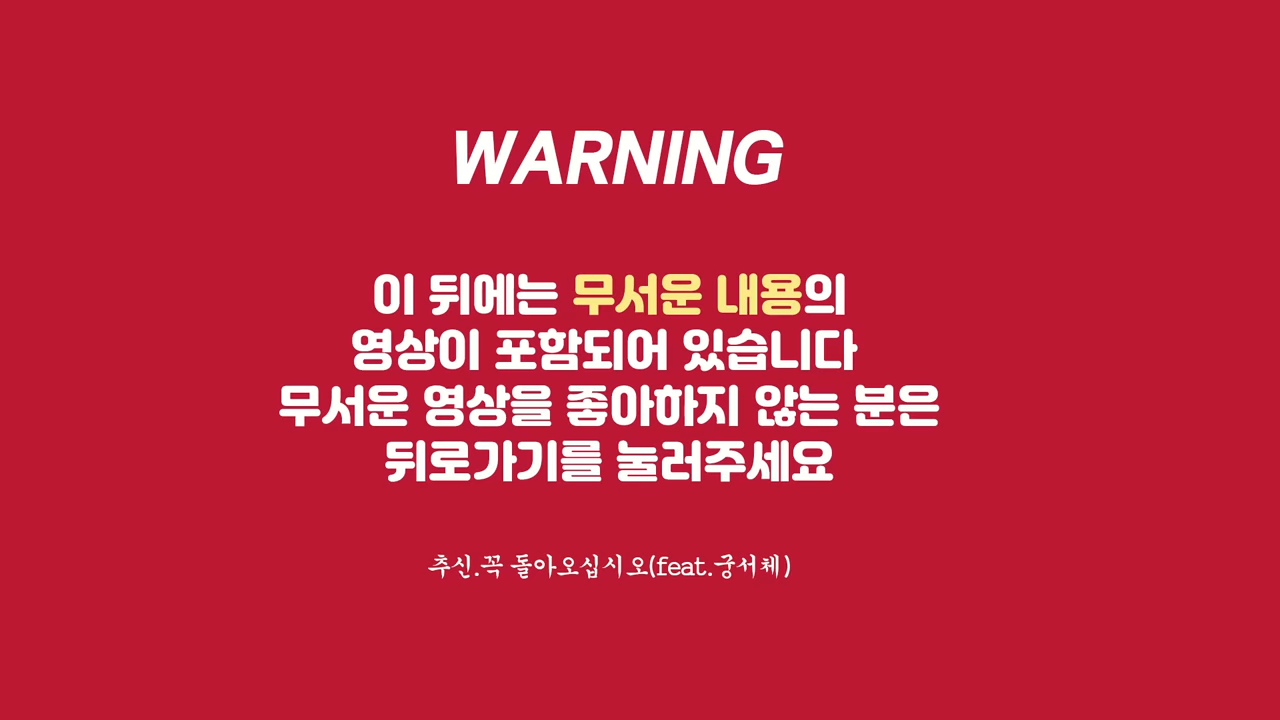 WARNING
이 뒤에는 무서운 내용의
영상이 포함되어 있습니다
무서운 영상을 좋아하지 않는 분은
뒤로가기를 눌러주세요
추신.꼭 돌아오십시오(feat.궁서체)